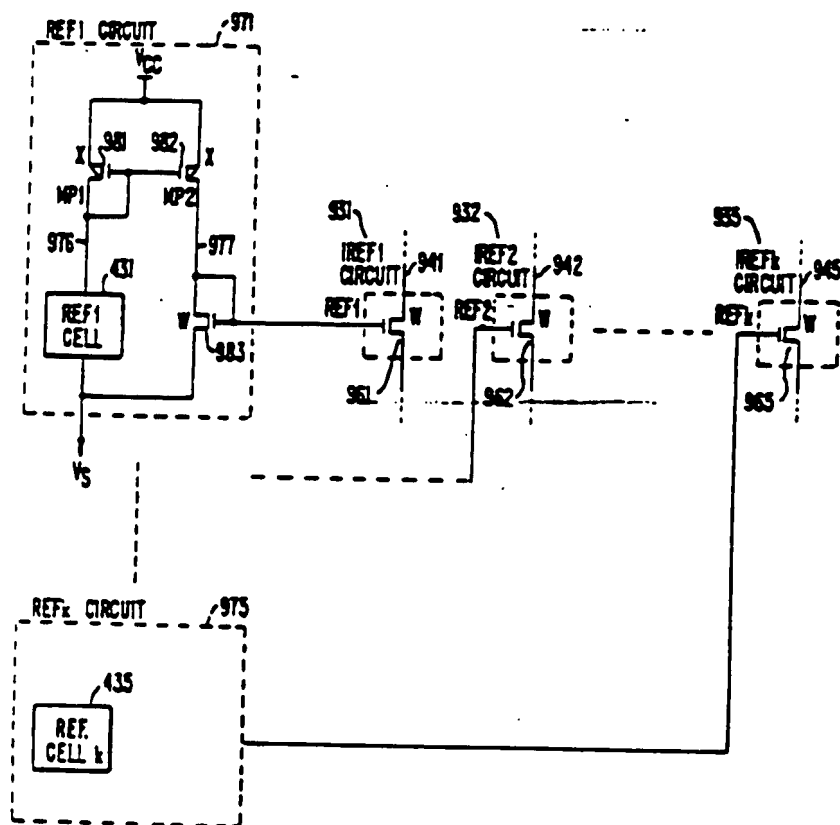 REF1 CIRCUIT
971
VCC
981
982
X
X
MP1
MP2
976
977
431
REF1
CELL
W
983
VS
931
IREF1
CIRCUIT
941
REF1
W
961
932
IREF2
CIRCUIT
942
REF2
W
962
935
IREFk
CIRCUIT
945
REFk
W
965
REFk CIRCUIT
975
435
REF.
CELL k